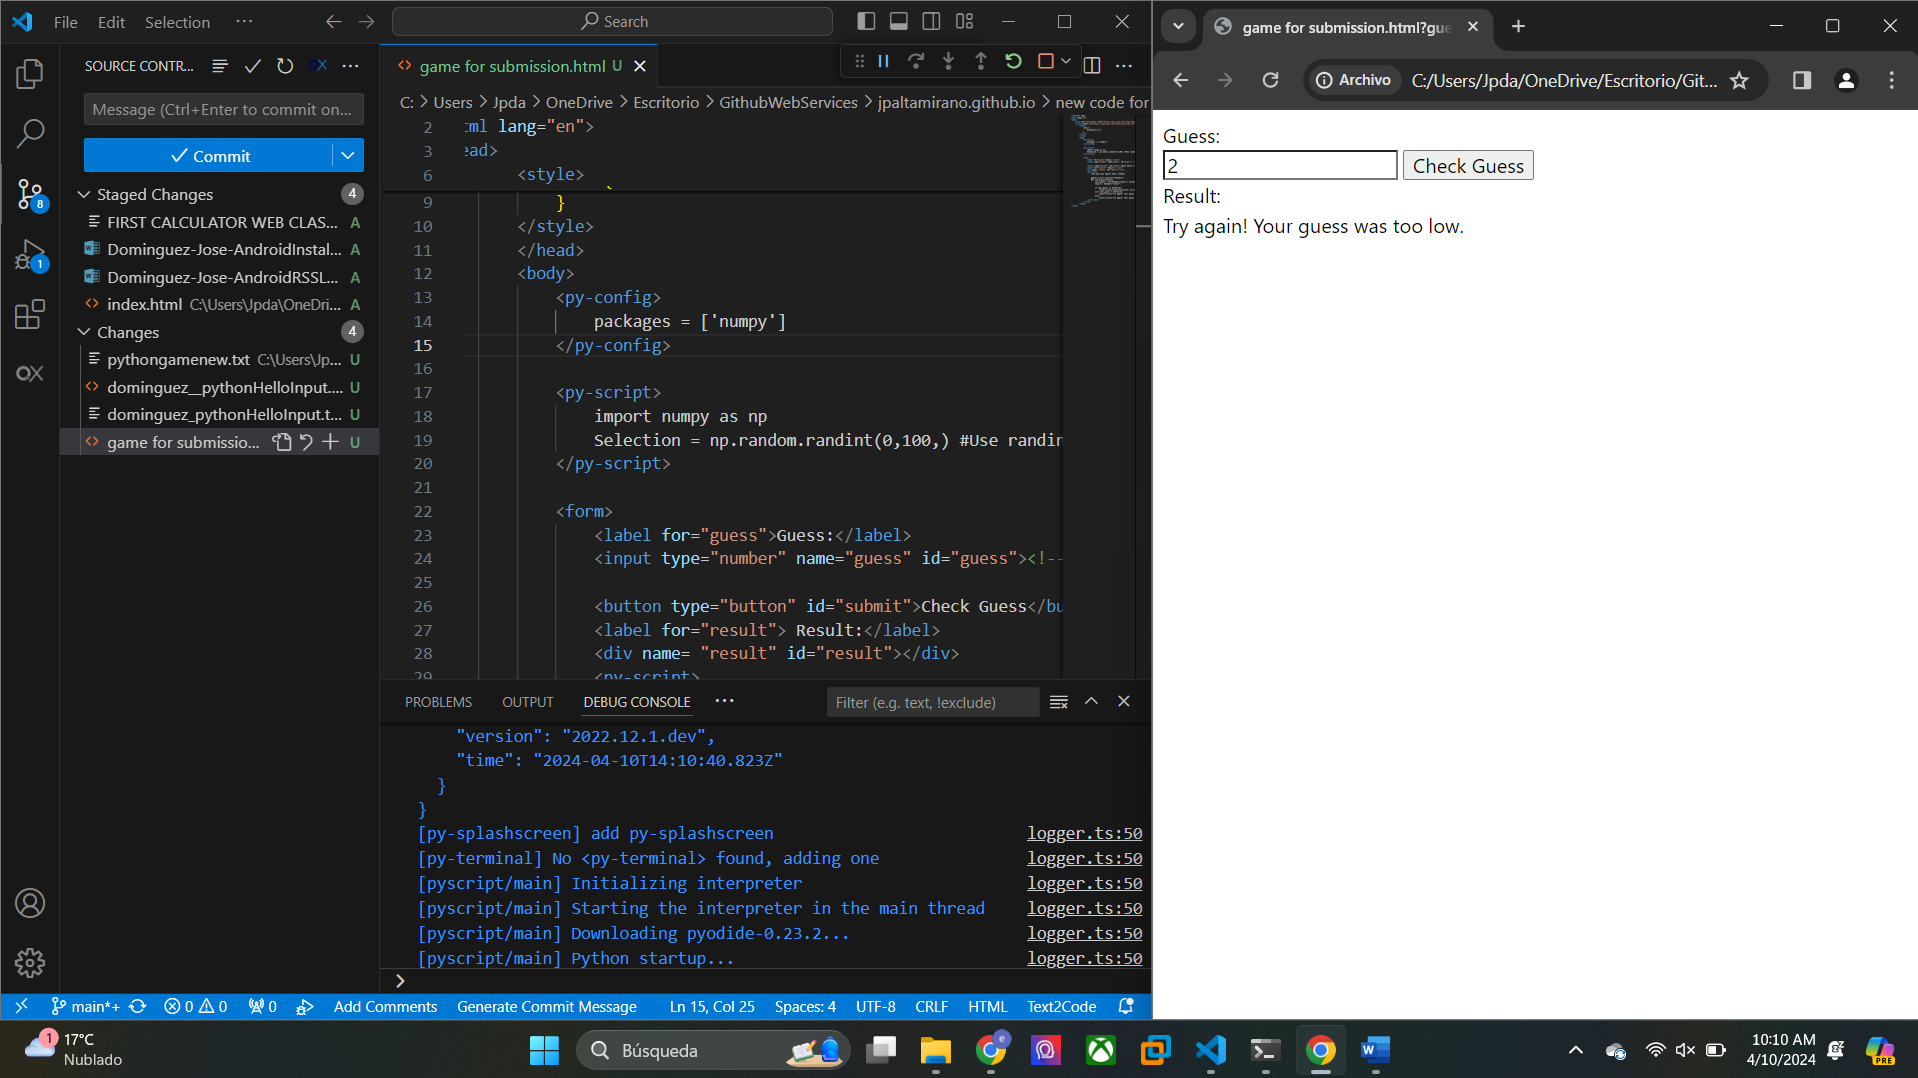 File Edit Selection ···
Search
SOURCE CONTR...
Message (Ctrl+Enter to commit on...
Commit
Staged Changes 4
FIRST CALCULATOR WEB CLAS... A
Dominguez-Jose-AndroidInstal... A
Dominguez-Jose-AndroidRSSL... A
index.html C:\Users\Jpda\OneDri... A
Changes 4
pythongamenew.txt C:\Users\Jp... U
dominguez__pythonHelloInput.... U
dominguez_pythonHelloInput.t... U
game for submissio... U
8
1
game for submission.html U
C: > Users > Jpda > OneDrive > Escritorio > GithubWebServices > jpaltamirano.github.io > new code for
2 tml lang="en">
3 ead>
6 <style>
9 }
10 </style>
11 </head>
12 <body>
13 <py-config>
14 packages = ['numpy']
15 </py-config>
16
17 <py-script>
18 import numpy as np
19 Selection = np.random.randint(0,100,) #Use randin
20 </py-script>
21
22 <form>
23 <label for="guess">Guess:</label>
24 <input type="number" name="guess" id="guess"><!--
25
26 <button type="button" id="submit">Check Guess</bu
27 <label for="result"> Result:</label>
28 <div name= "result" id="result"></div>
29 <py-script>
PROBLEMS OUTPUT DEBUG CONSOLE ··· Filter (e.g. text, !exclude)
"version": "2022.12.1.dev",
"time": "2024-04-10T14:10:40.823Z"
}
}
[py-splashscreen] add py-splashscreen logger.ts:50
[py-terminal] No <py-terminal> found, adding one logger.ts:50
[pyscript/main] Initializing interpreter logger.ts:50
[pyscript/main] Starting the interpreter in the main thread logger.ts:50
[pyscript/main] Downloading pyodide-0.23.2... logger.ts:50
[pyscript/main] Python startup... logger.ts:50
main*+ 0 0 0 Add Comments Generate Commit Message Ln 15, Col 25 Spaces: 4 UTF-8 CRLF HTML Text2Code
game for submission.html?gue
Archivo C:/Users/Jpda/OneDrive/Escritorio/Git...
Guess:
2 Check Guess
Result:
Try again! Your guess was too low.
1 17°C
Nublado
Búsqueda
10:10 AM
4/10/2024
PRE